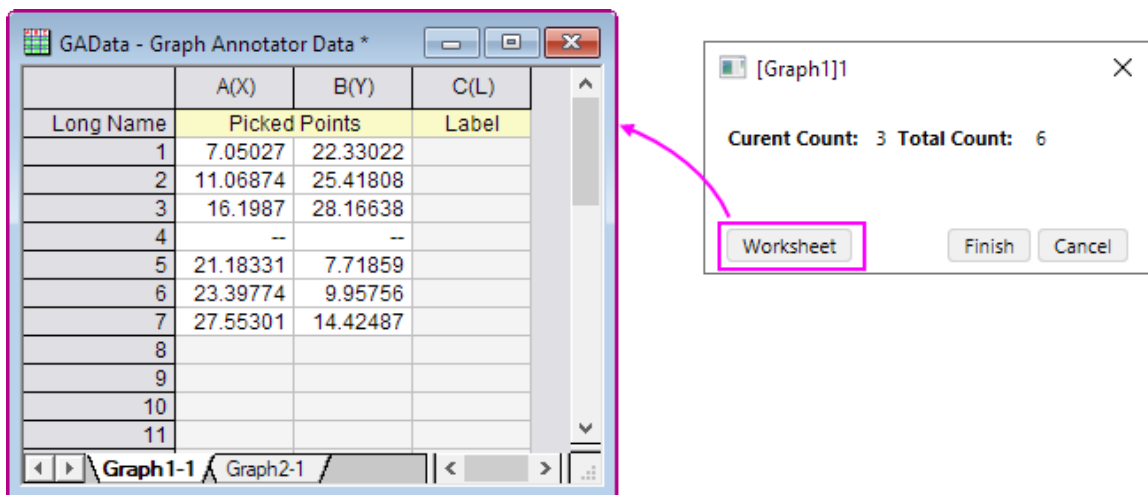 GAData - Graph Annotator Data *
A(X) B(Y) C(L)
Long Name Picked Points Label
1 7.05027 22.33022
2 11.06874 25.41808
3 16.1987 28.16638
4 -- --
5 21.18331 7.71859
6 23.39774 9.95756
7 27.55301 14.42487
8
9
10
11
Graph1-1 Graph2-1
[Graph1]1
Curent Count: 3 Total Count: 6
Worksheet Finish Cancel